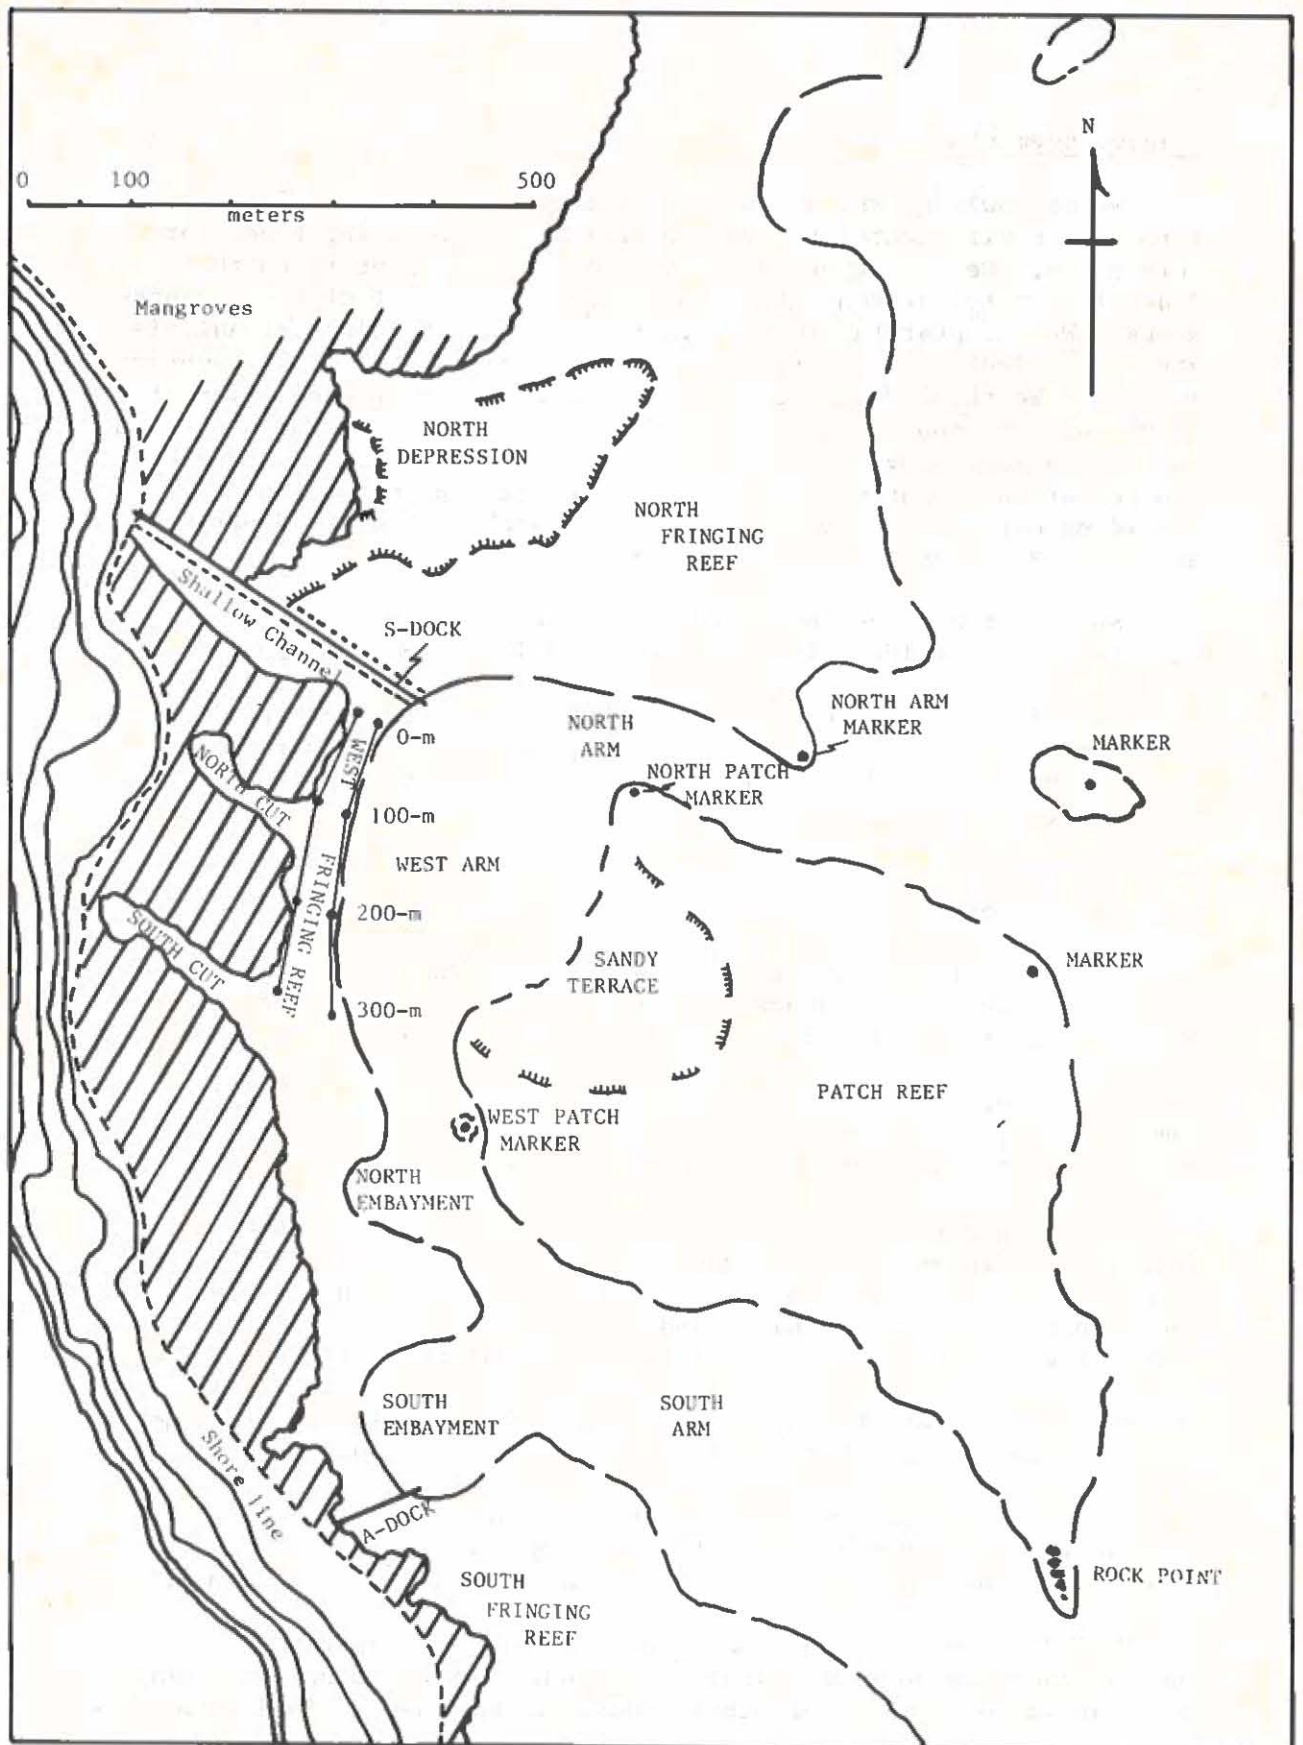 N
0 100 500
meters
Mangroves
NORTH
DEPRESSION
NORTH
FRINGING
REEF
Shallow Channel
S-DOCK
NORTH
ARM
NORTH ARM
MARKER
MARKER
0-m
NORTH PATCH
MARKER
WEST
FRINGING REEF
NORTH CUT
100-m
WEST ARM
200-m
SOUTH CUT
SANDY
TERRACE
MARKER
300-m
PATCH REEF
WEST PATCH
MARKER
NORTH
EMBAYMENT
SOUTH
EMBAYMENT
SOUTH
ARM
Shore line
A-DOCK
ROCK POINT
SOUTH
FRINGING
REEF